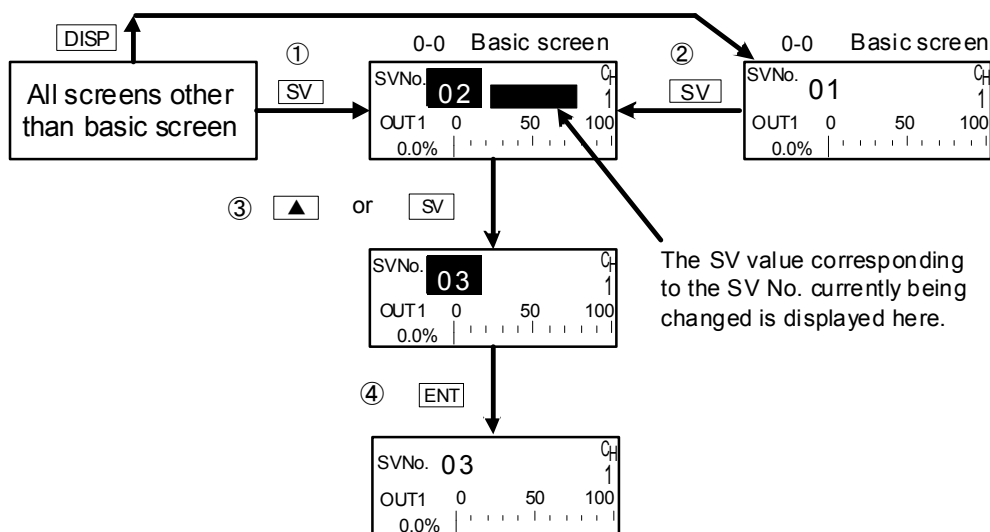 DISP
① 0-0 Basic screen ② 0-0 Basic screen
All screens other
than basic screen
SV
SVNo. 02 CH
1
OUT1 0 50 100
0.0%
SV
SVNo. 01 CH
1
OUT1 0 50 100
0.0%
③ ▲ or SV
SVNo. 03 CH
1
OUT1 0 50 100
0.0%
The SV value corresponding
to the SV No. currently being
changed is displayed here.
④ ENT
SVNo. 03 CH
1
OUT1 0 50 100
0.0%